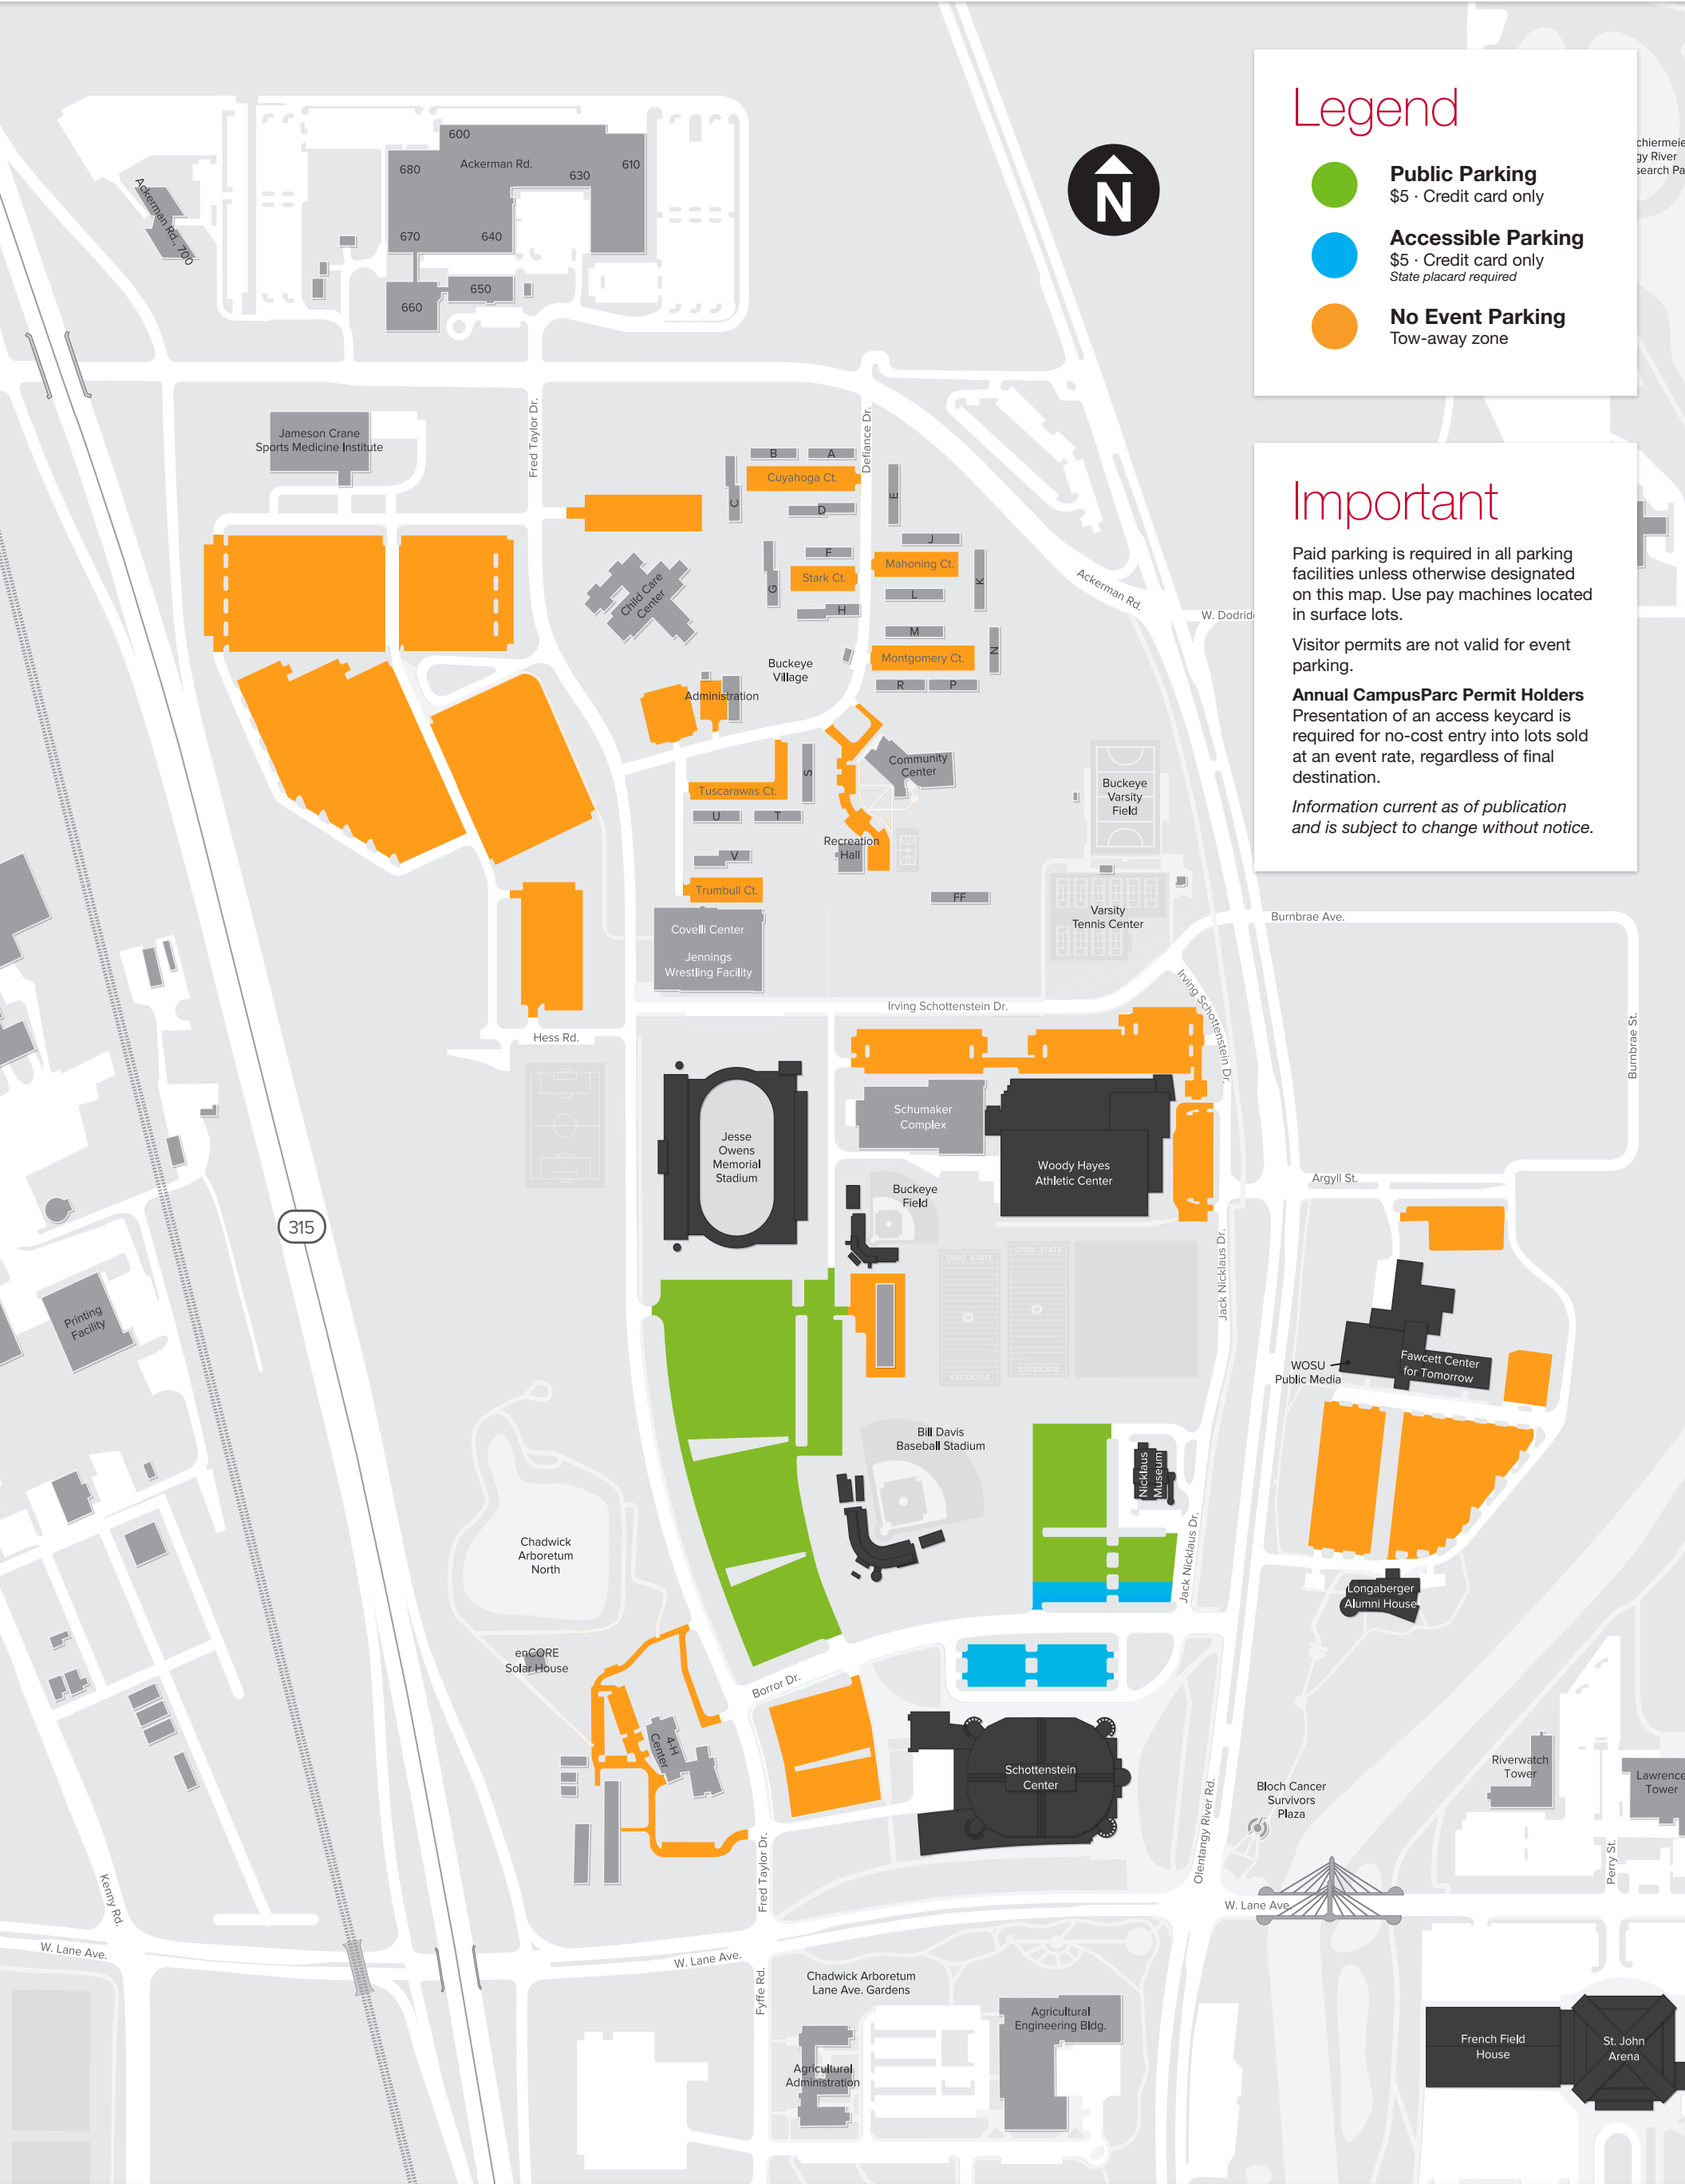 Legend
Public Parking
$5 · Credit card only
Accessible Parking
$5 · Credit card only
State placard required
No Event Parking
Tow-away zone
Important
Paid parking is required in all parking
facilities unless otherwise designated
on this map. Use pay machines located
in surface lots.
Visitor permits are not valid for event
parking.
Annual CampusParc Permit Holders
Presentation of an access keycard is
required for no-cost entry into lots sold
at an event rate, regardless of final
destination.
Information current as of publication
and is subject to change without notice.
N
600
Ackerman Rd.
680
630
610
670
640
650
660
Ackerman Rd., 700
Jameson Crane
Sports Medicine Institute
Fred Taylor Dr.
Defiance Dr.
B
A
Cuyahoga Ct.
C
D
E
F
J
Stark Ct.
Mahoning Ct.
G
K
H
L
M
N
Montgomery Ct.
R
P
Child Care
Center
Buckeye
Village
Administration
Ackerman Rd.
Community
Center
Tuscarawas Ct.
S
U
T
V
Recreation
Hall
Trumbull Ct.
FF
Covelli Center
Jennings
Wrestling Facility
Buckeye
Varsity
Field
Varsity
Tennis Center
Burnbrae Ave.
Burnbrae St.
Irving Schottenstein Dr.
Irving Schottenstein Dr.
Hess Rd.
Jesse
Owens
Memorial
Stadium
Schumaker
Complex
Woody Hayes
Athletic Center
Argyll St.
Buckeye
Field
315
OHIO STATE
OHIO STATE
BUCKEYES
BUCKEYES
Jack Nicklaus Dr.
Printing
Facility
WOSU
Public Media
Fawcett Center
for Tomorrow
Bill Davis
Baseball Stadium
Nicklaus
Museum
Jack Nicklaus Dr.
Chadwick
Arboretum
North
Longaberger
Alumni House
enCORE
Solar House
Borror Dr.
4-H
Center
Schottenstein
Center
Riverwatch
Tower
Lawrence
Tower
Bloch Cancer
Survivors
Plaza
Olentangy River Rd.
Perry St.
Kenny Rd.
Fred Taylor Dr.
W. Lane Ave.
W. Lane Ave.
W. Lane Ave.
Fyffe Rd.
Chadwick Arboretum
Lane Ave. Gardens
Agricultural
Engineering Bldg.
Agricultural
Administration
French Field
House
St. John
Arena